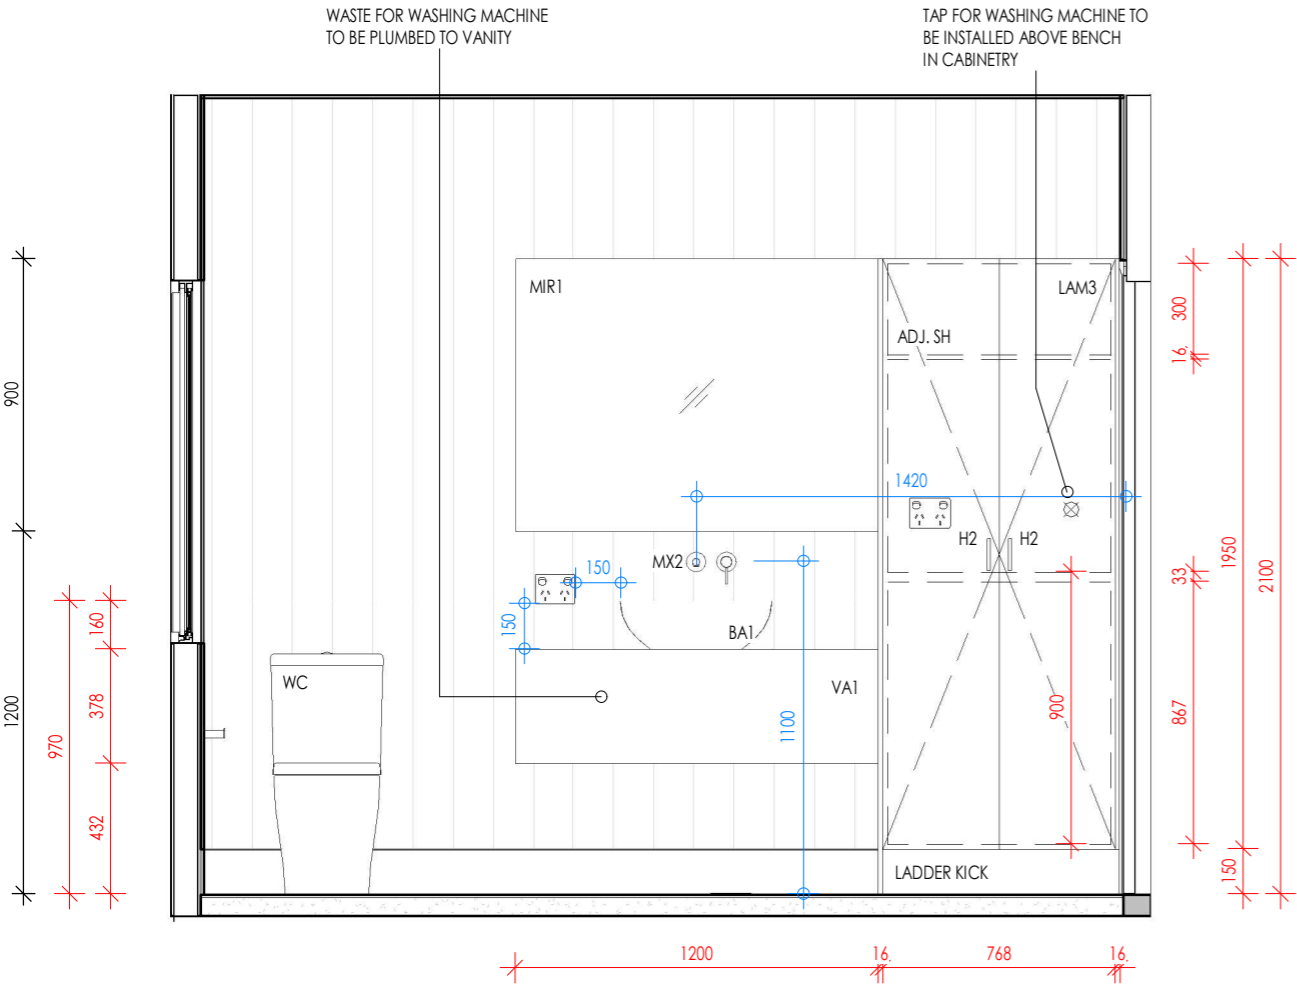 WASTE FOR WASHING MACHINE
TO BE PLUMBED TO VANITY
TAP FOR WASHING MACHINE TO
BE INSTALLED ABOVE BENCH
IN CABINETRY
MIR1
LAM3
ADJ. SH
300
16,
900
1420
H2
H2
MX2
150
150
BA1
1950
2100
33
160
WC
VA1
378
1200
970
900
867
1100
432
LADDER KICK
150
1200
16,
768
16,